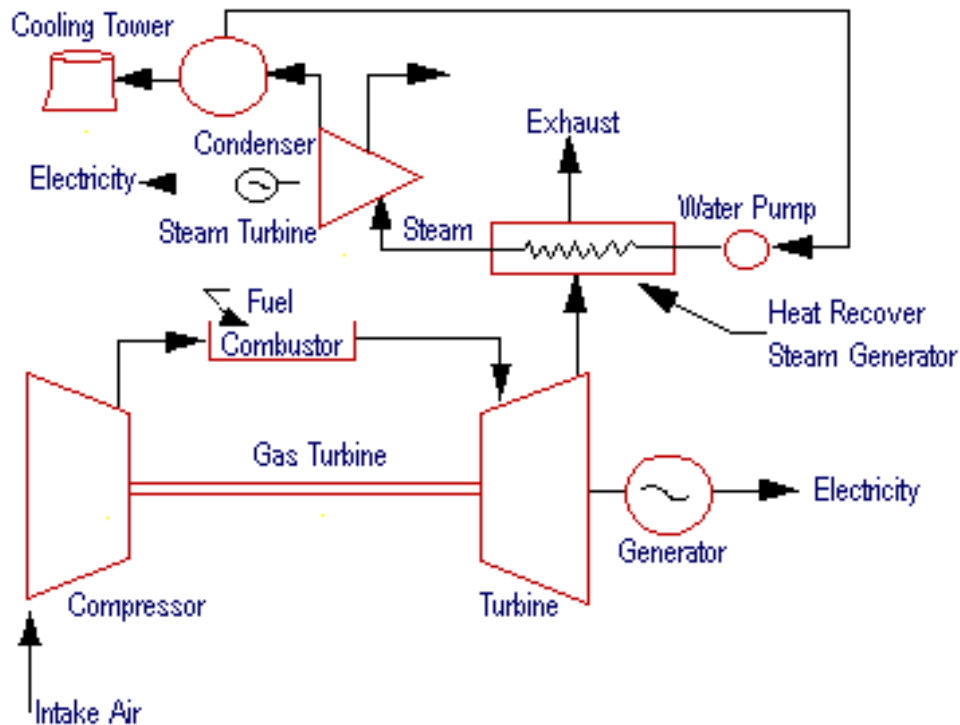 Cooling Tower
Condenser
Exhaust
Electricity
Steam Turbine
Steam
Water Pump
Fuel
Combustor
Heat Recover
Steam Generator
Gas Turbine
Electricity
Generator
Compressor
Turbine
Intake Air